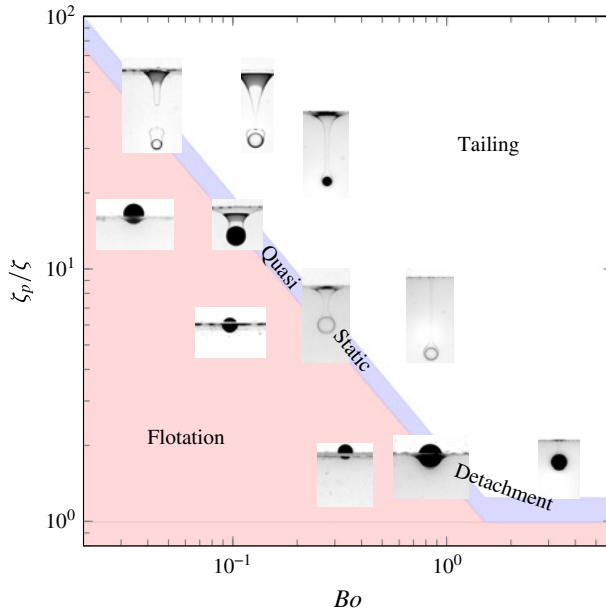 10²
Tailing
ζₚ/ζ
10¹
Quasi
Static
Flotation
Detachment
10⁰
10⁻¹
10⁰
Bo